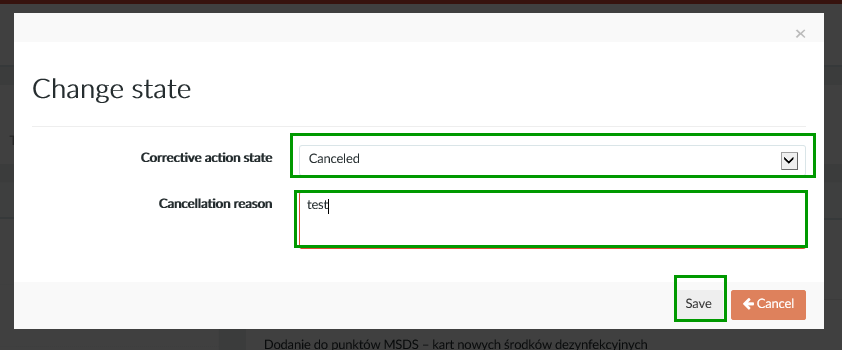 ×
Change state
Corrective action state Canceled
Cancellation reason test
Save Cancel
Dodanie do punktów MSDS – kart nowych środków dezynfekcyjnych